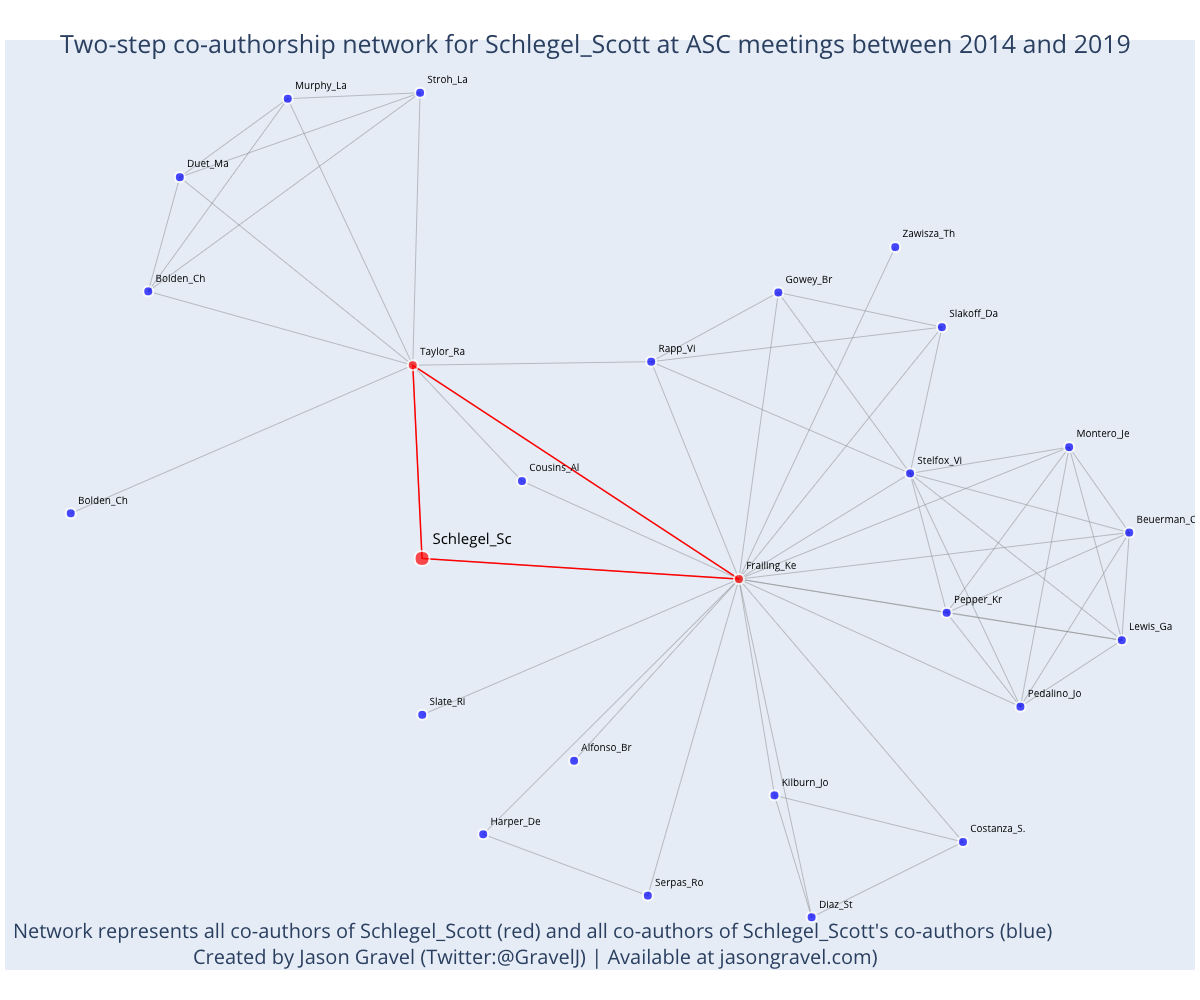 Two-step co-authorship network for Schlegel_Scott at ASC meetings between 2014 and 2019
Stroh_La
Murphy_La
Duet_Ma
Zawisza_Th
Bolden_Ch
Gowey_Br
Slakoff_Da
Taylor_Ra
Rapp_Vi
Montero_Je
Stelfox_Vi
Cousins_Al
Bolden_Ch
Beuerman_C
Schlegel_Sc
Frailing_Ke
Pepper_Kr
Lewis_Ga
Pedalino_Jo
Slate_Ri
Alfonso_Br
Kilburn_Jo
Harper_De
Costanza_S.
Serpas_Ro
Diaz_St
Network represents all co-authors of Schlegel_Scott (red) and all co-authors of Schlegel_Scott's co-authors (blue)
Created by Jason Gravel (Twitter:@GravelJ) | Available at jasongravel.com)